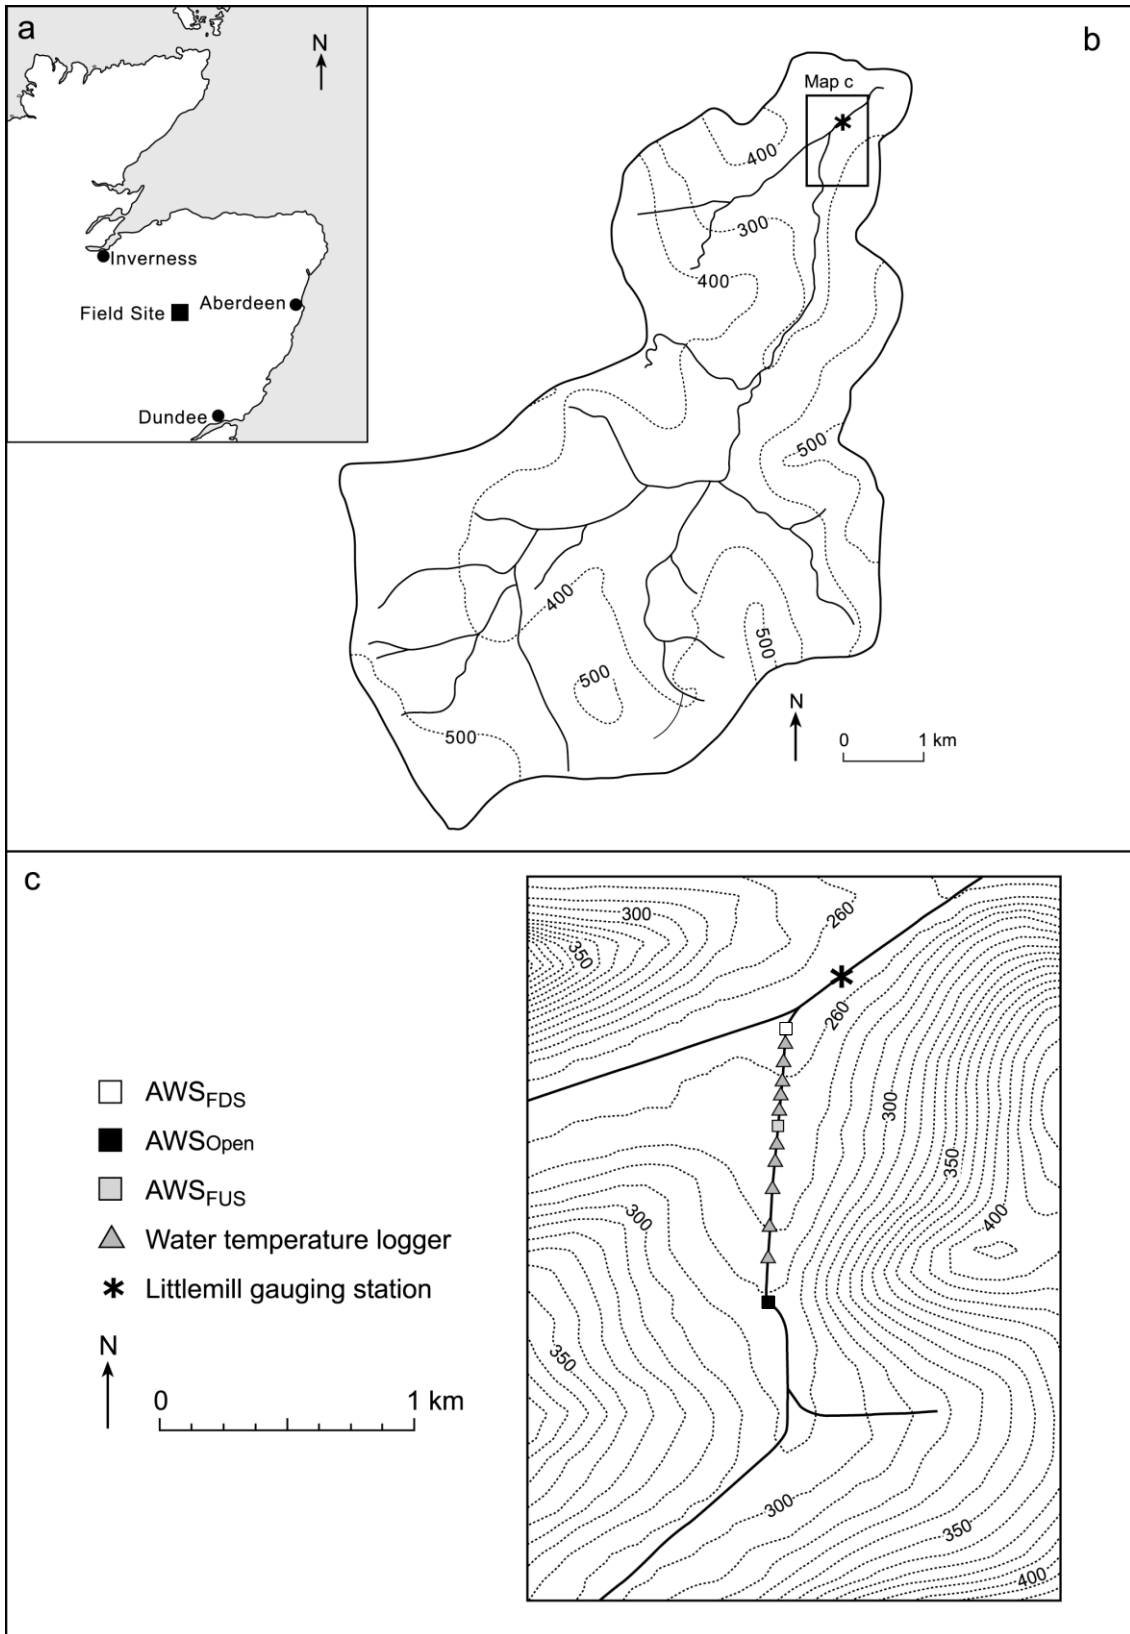 a
N
Inverness
Field Site
Aberdeen
Dundee
b
Map c
400
300
400
500
400
500
500
500
N
0 1 km
c
AWSFDS
AWSOpen
AWSFUS
Water temperature logger
Littlemill gauging station
N
0 1 km
300
260
350
260
300
350
300
400
350
300
350
400